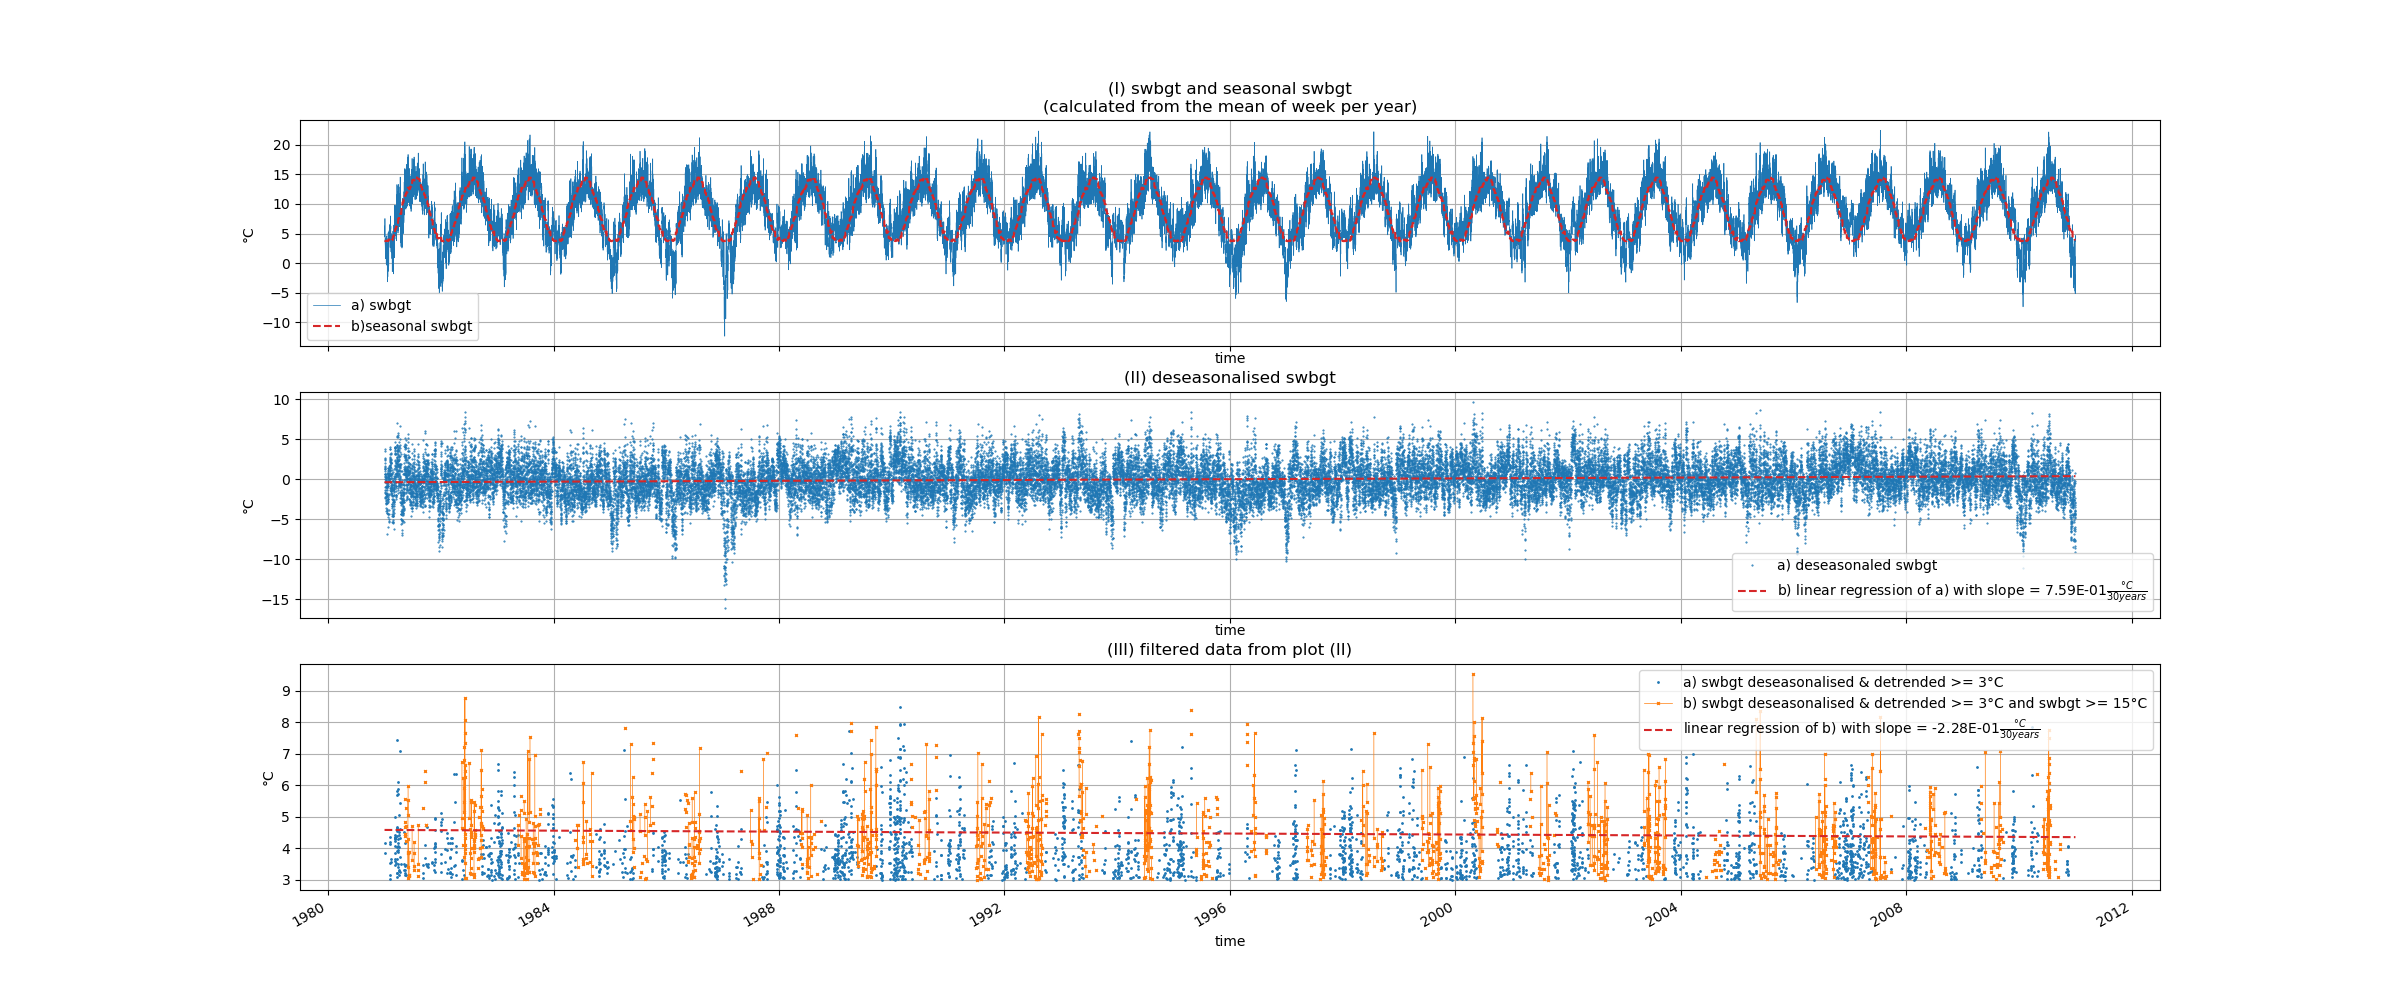 (I) swbgt and seasonal swbgt
(calculated from the mean of week per year)
20
15
10
5
0
−5
−10
°C
a) swbgt
b)seasonal swbgt
time
(II) deseasonalised swbgt
10
5
0
−5
−10
−15
°C
a) deseasonaled swbgt
b) linear regression of a) with slope = 7.59E-01 °C/30years
time
(III) filtered data from plot (II)
9
8
7
6
5
4
3
°C
a) swbgt deseasonalised & detrended >= 3°C
b) swbgt deseasonalised & detrended >= 3°C and swbgt >= 15°C
linear regression of b) with slope = -2.28E-01 °C/30years
1980 1984 1988 1992 1996 2000 2004 2008 2012
time